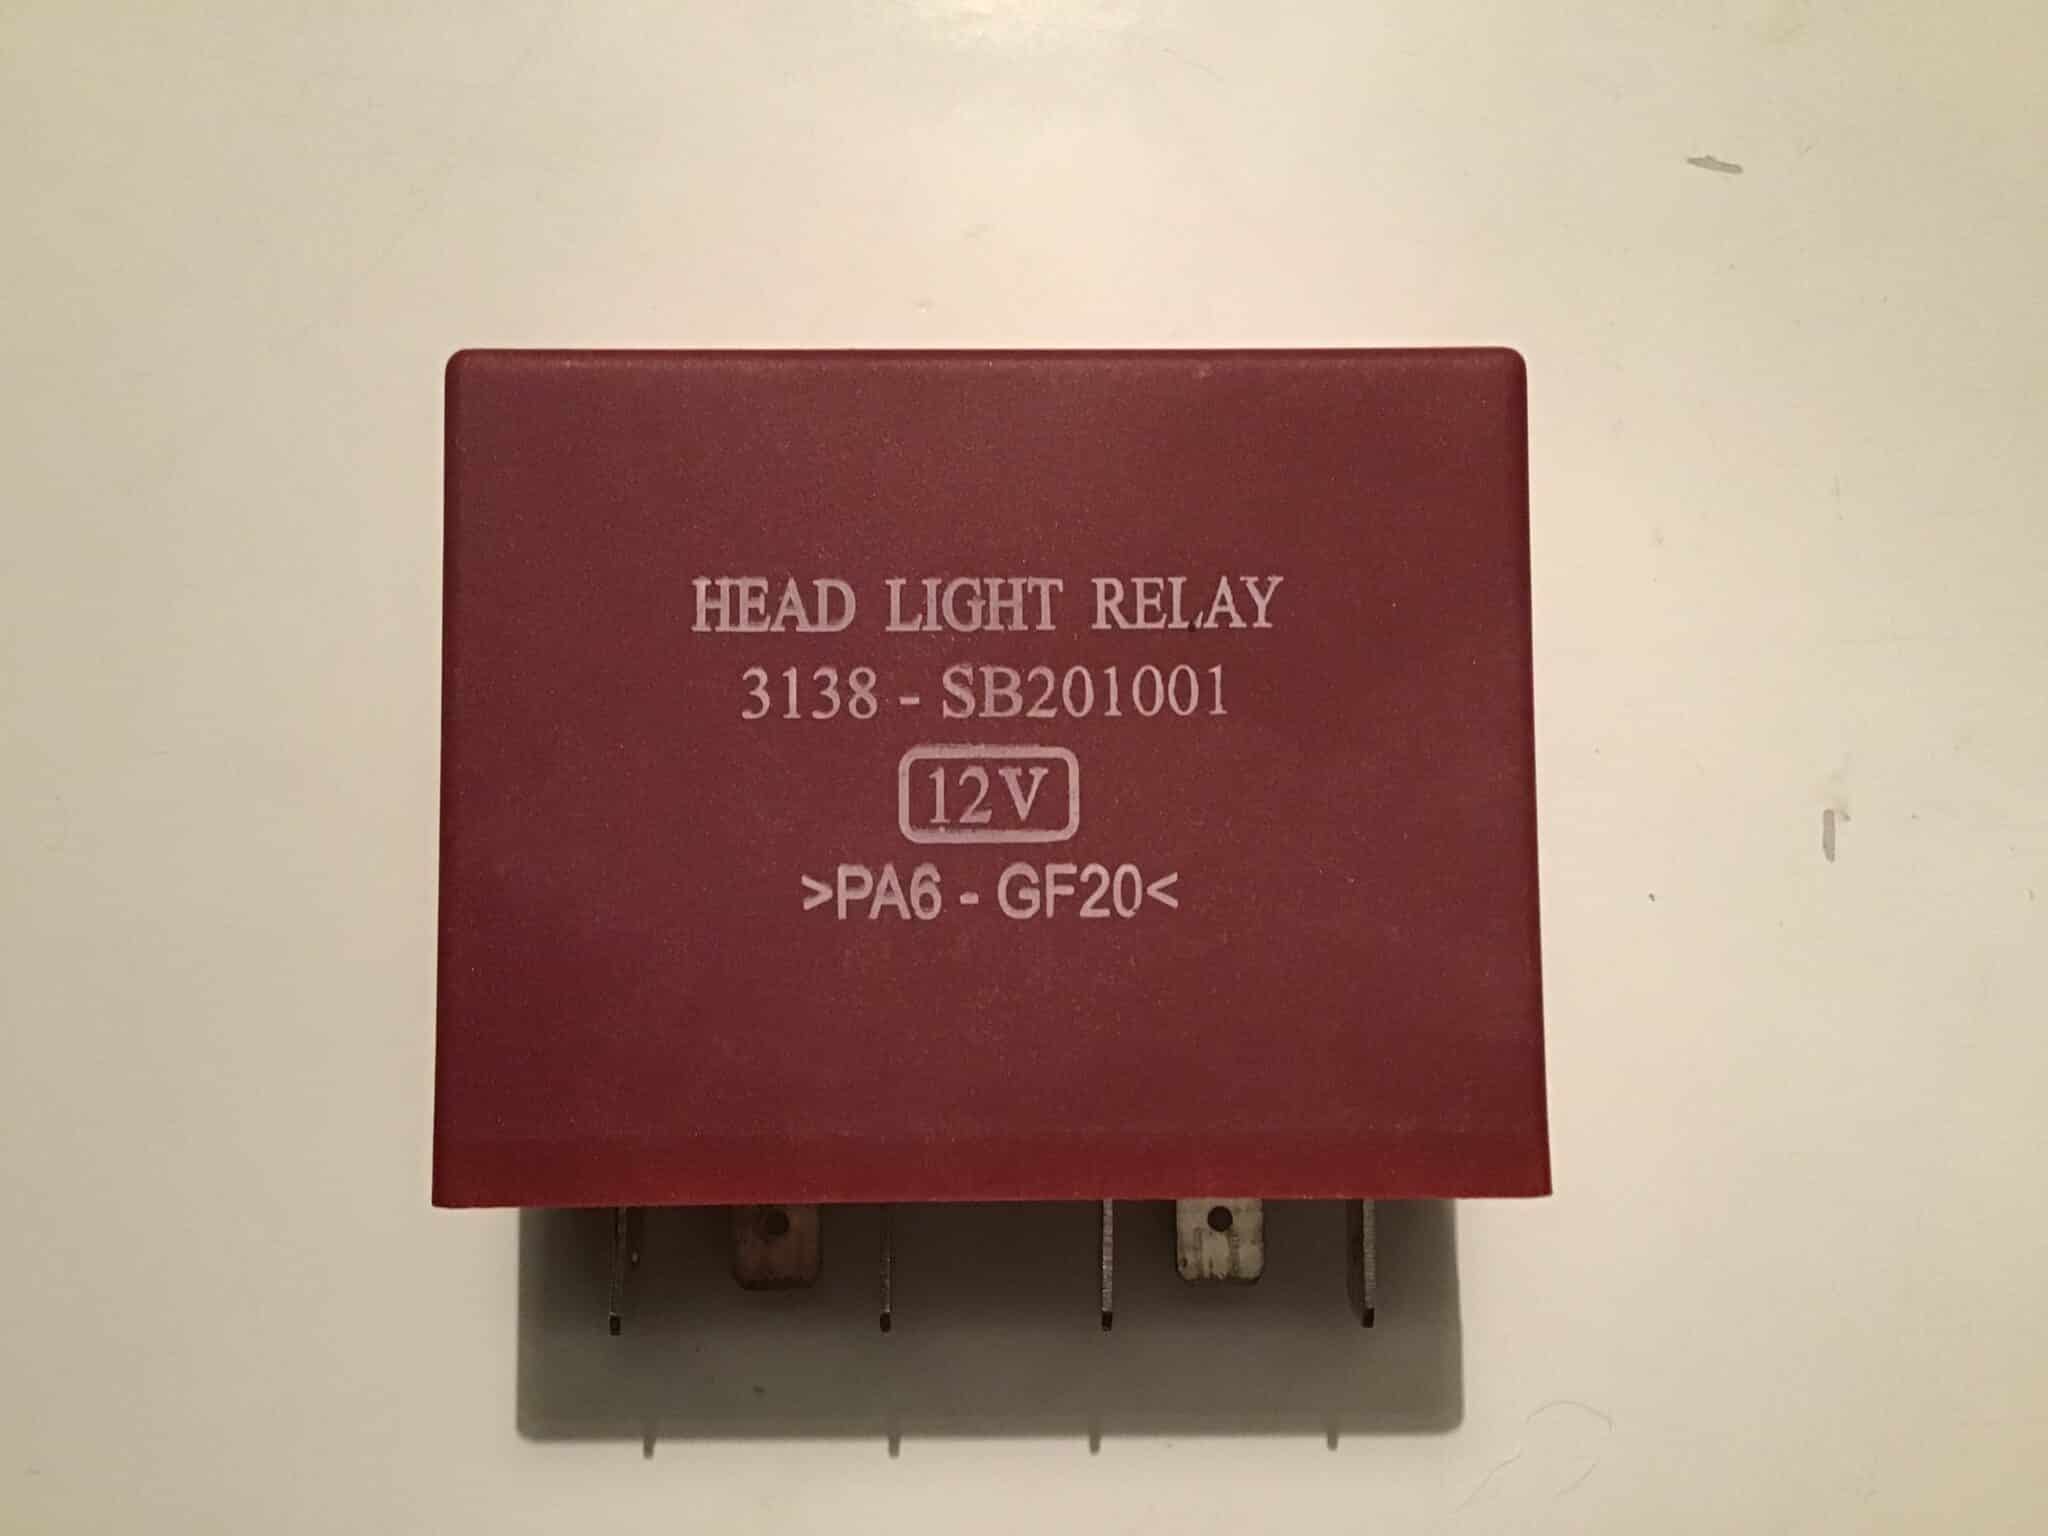 HEAD LIGHT RELAY
3138 - SB201001
12V
>PA6 - GF20<